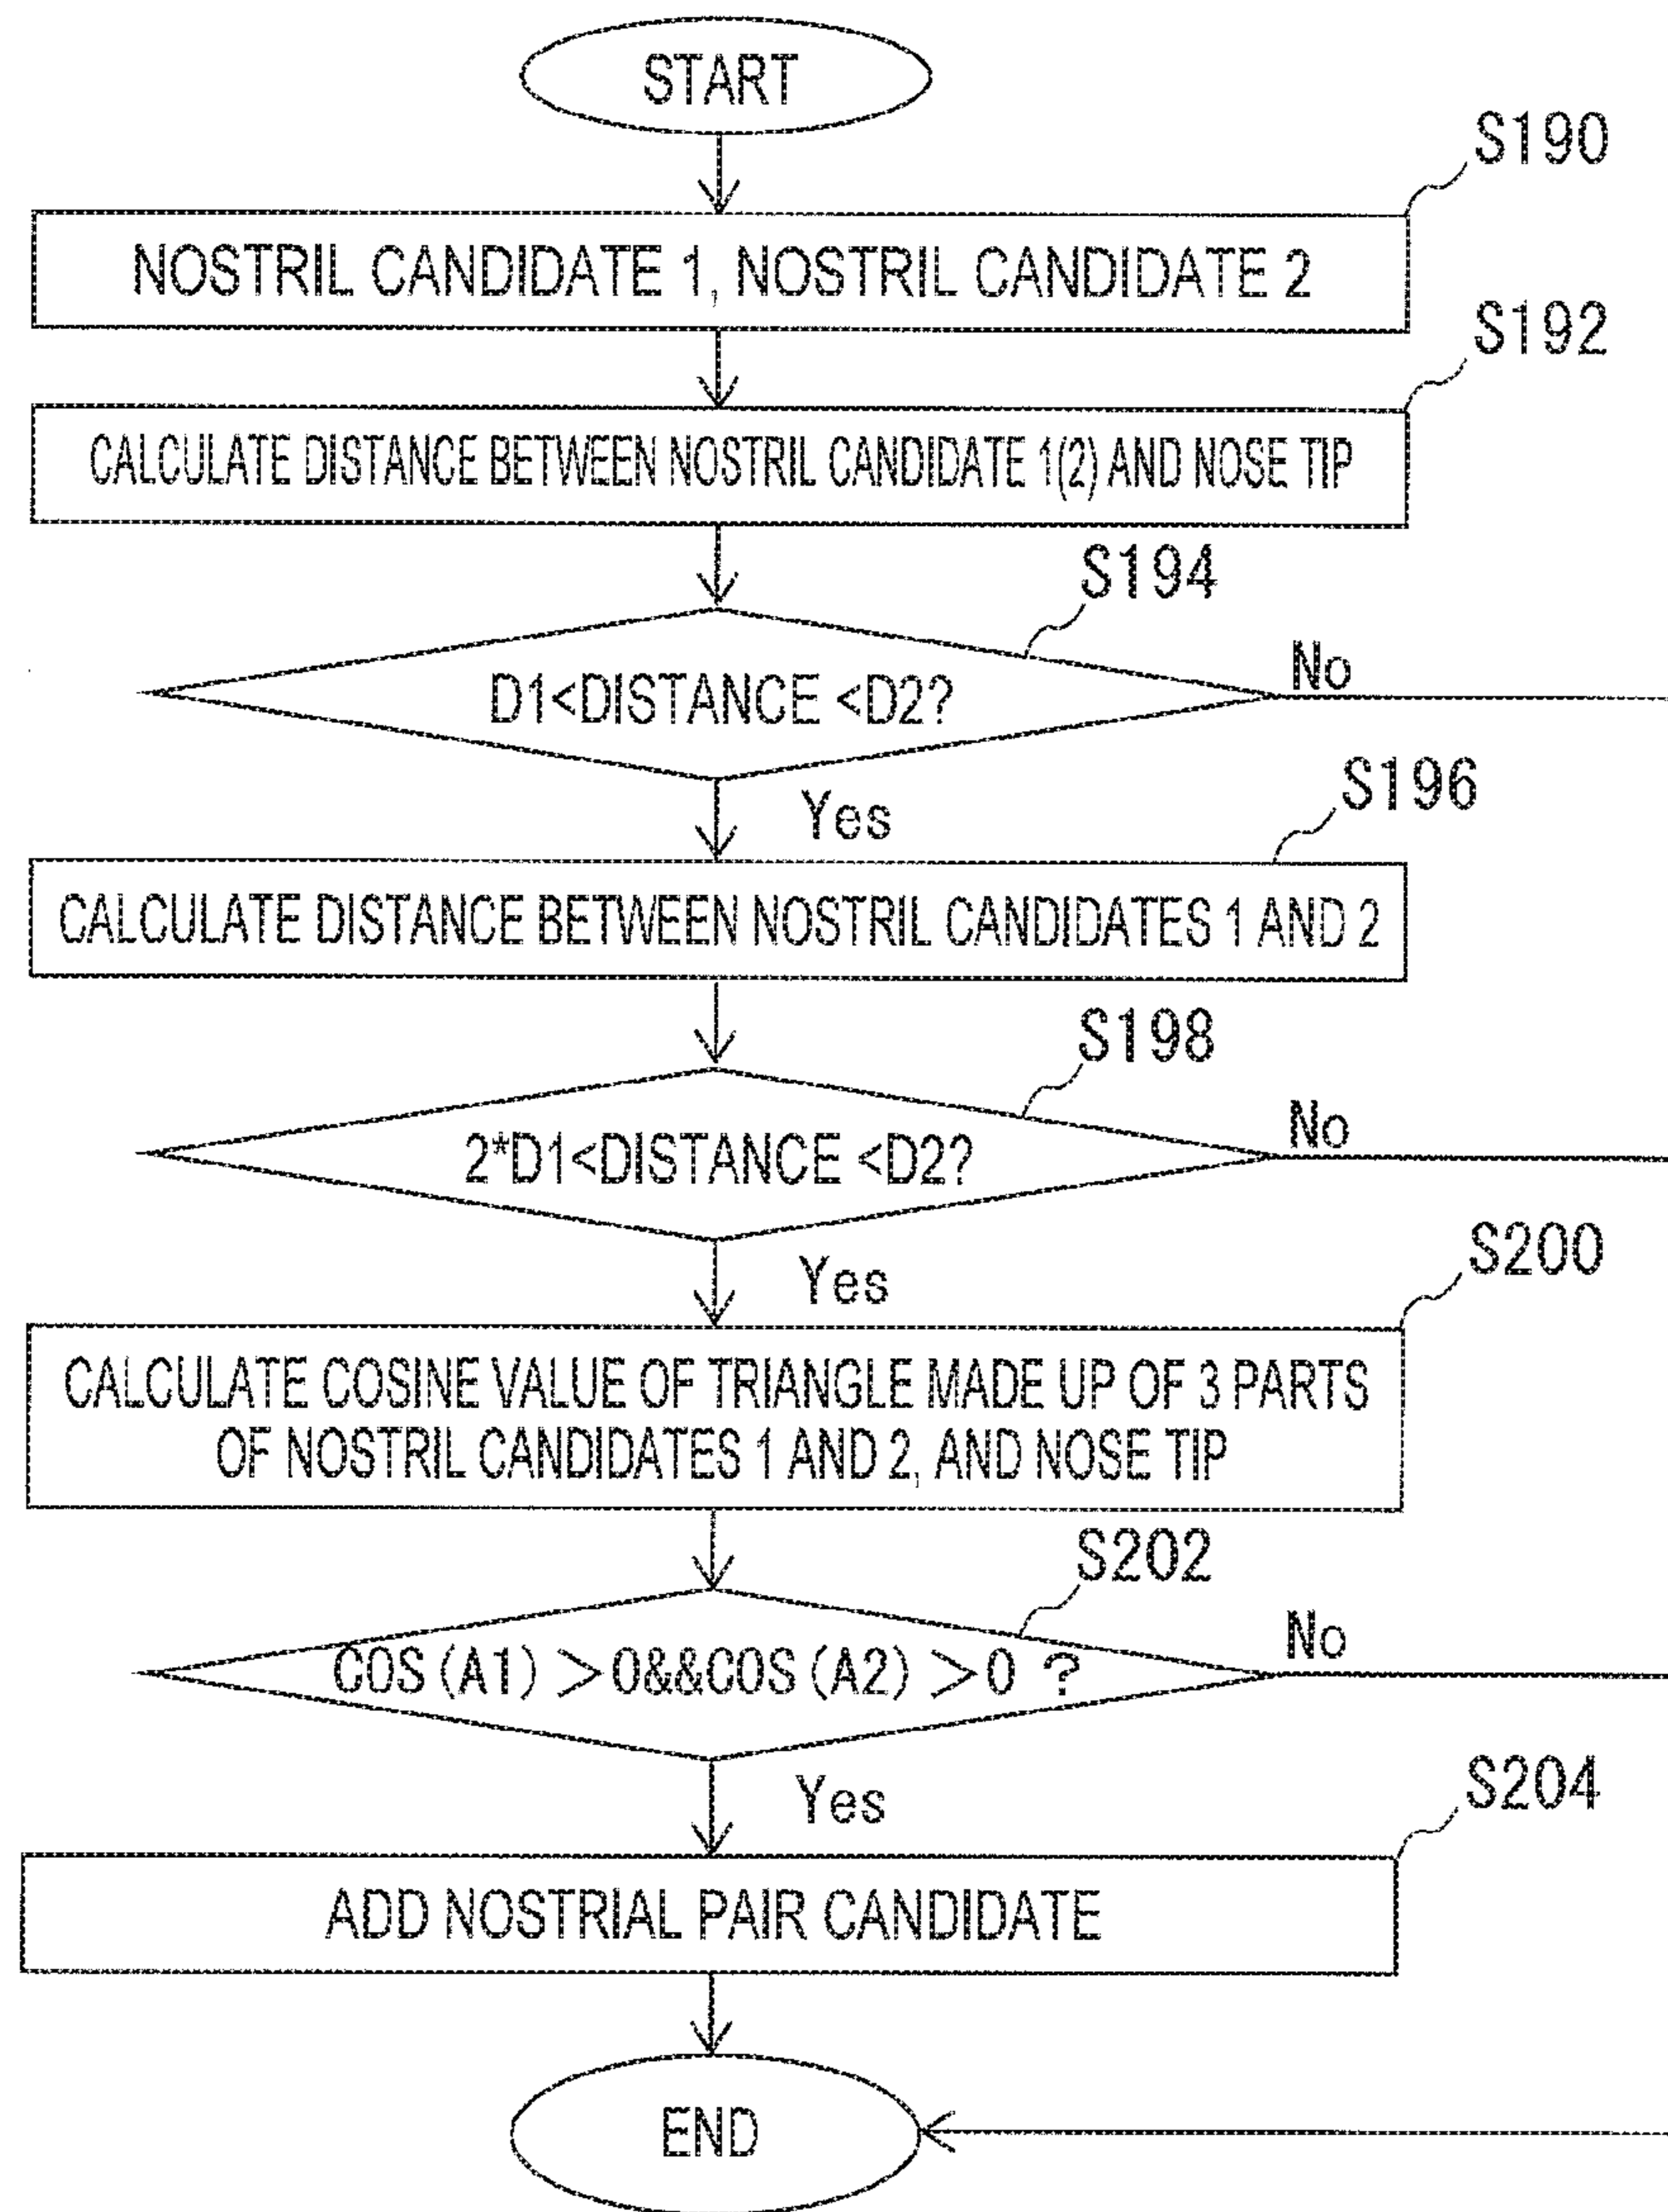 START
S190
NOSTRIL CANDIDATE 1, NOSTRIL CANDIDATE 2
S192
CALCULATE DISTANCE BETWEEN NOSTRIL CANDIDATE 1(2) AND NOSE TIP
S194
D1<DISTANCE <D2?
No
Yes
S196
CALCULATE DISTANCE BETWEEN NOSTRIL CANDIDATES 1 AND 2
S198
2*D1<DISTANCE <D2?
No
Yes
S200
CALCULATE COSINE VALUE OF TRIANGLE MADE UP OF 3 PARTS
OF NOSTRIL CANDIDATES 1 AND 2, AND NOSE TIP
S202
COS (A1) >0&&COS (A2) >0 ?
No
Yes
S204
ADD NOSTRIAL PAIR CANDIDATE
END